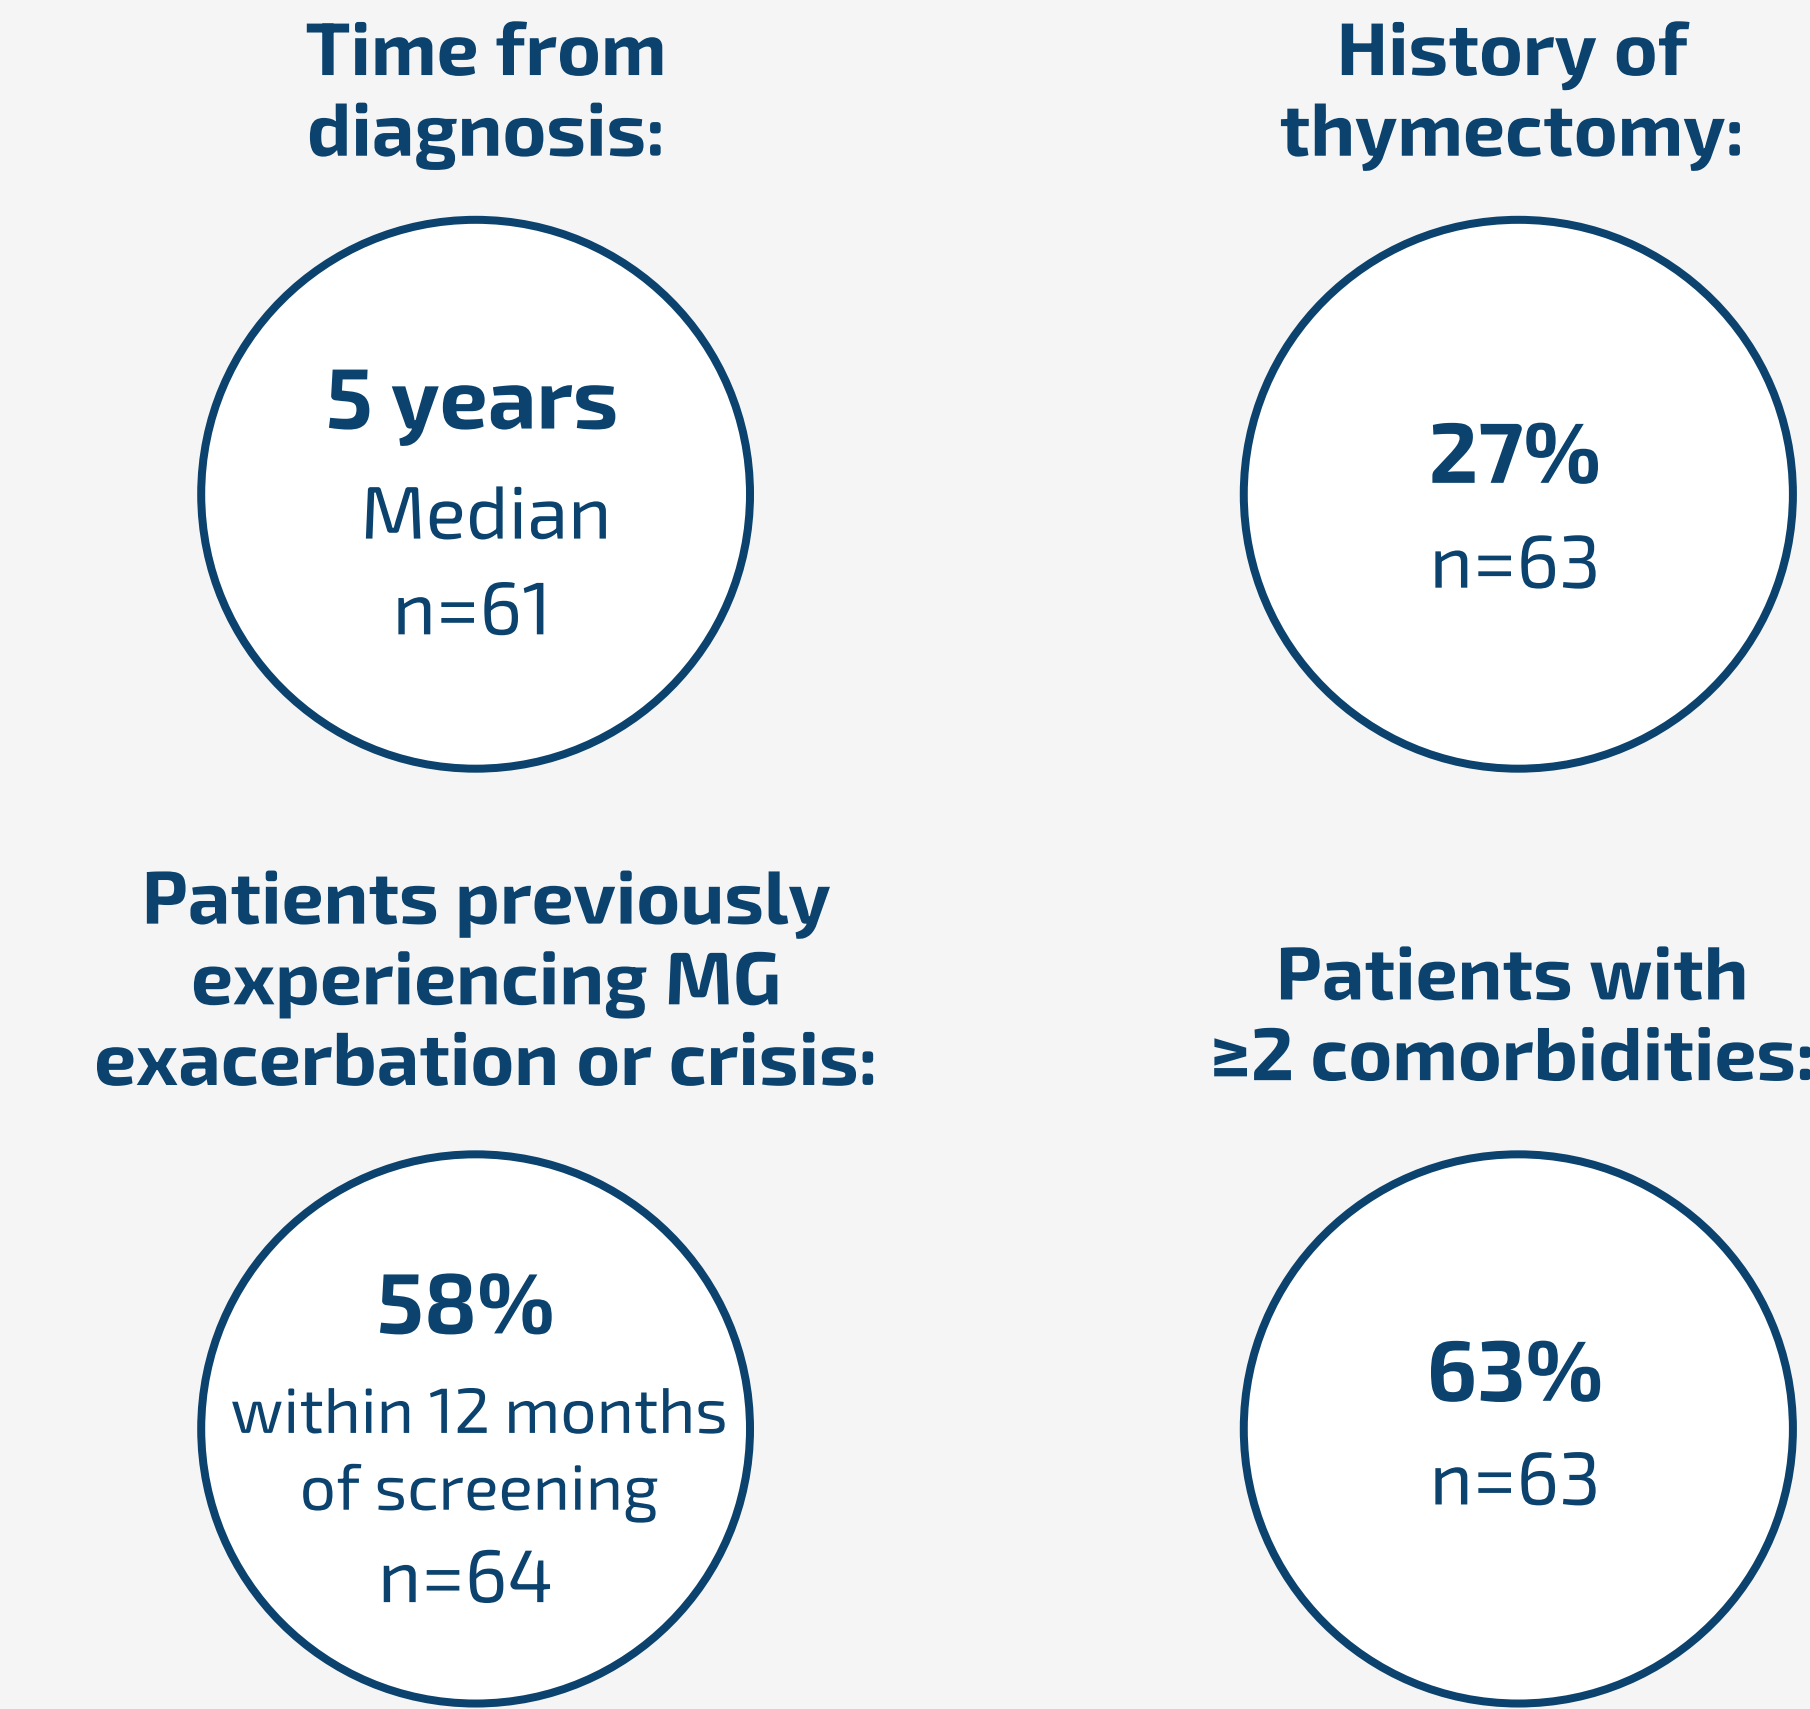 Time from
diagnosis:
5 years
Median
n=61
History of
thymectomy:
27%
n=63
Patients previously
experiencing MG
exacerbation or crisis:
58%
within 12 months
of screening
n=64
Patients with
≥2 comorbidities:
63%
n=63